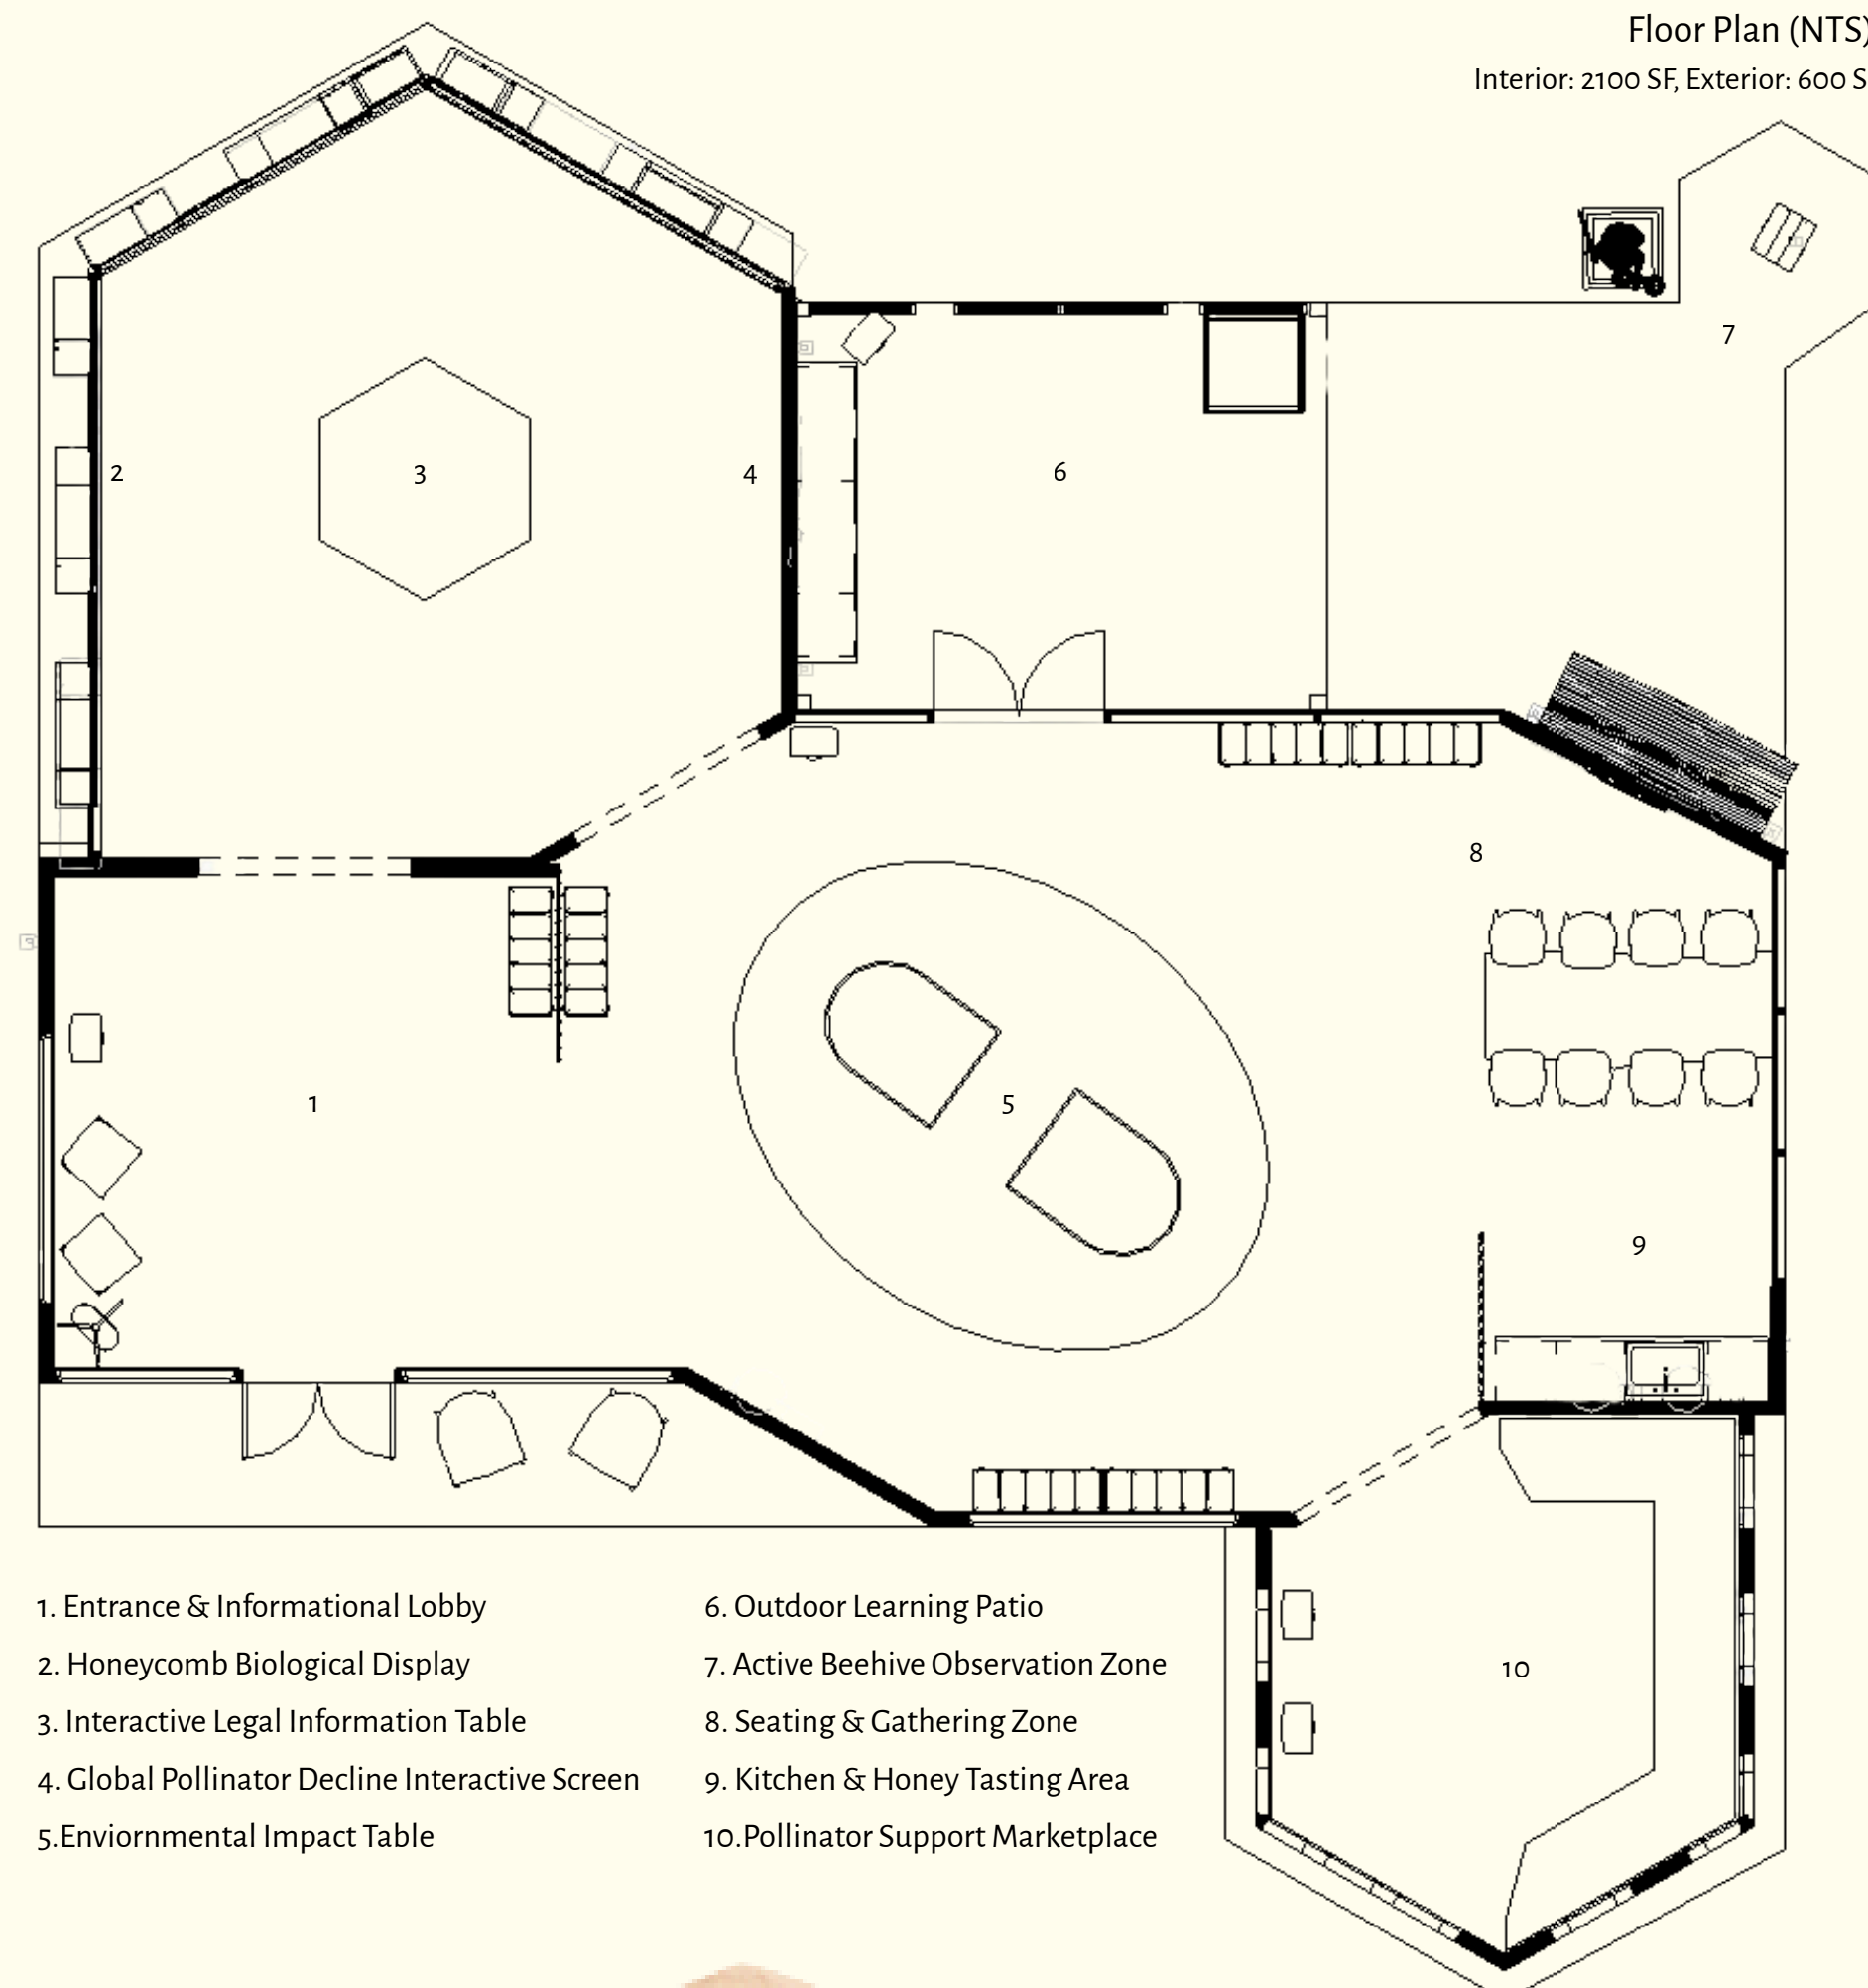 Floor Plan (NTS)
Interior: 2100 SF, Exterior: 600 S
7
2
3
4
6
8
5
1
9
10
1. Entrance & Informational Lobby
2. Honeycomb Biological Display
3. Interactive Legal Information Table
4. Global Pollinator Decline Interactive Screen
5.Enviornmental Impact Table
6. Outdoor Learning Patio
7. Active Beehive Observation Zone
8. Seating & Gathering Zone
9. Kitchen & Honey Tasting Area
10.Pollinator Support Marketplace